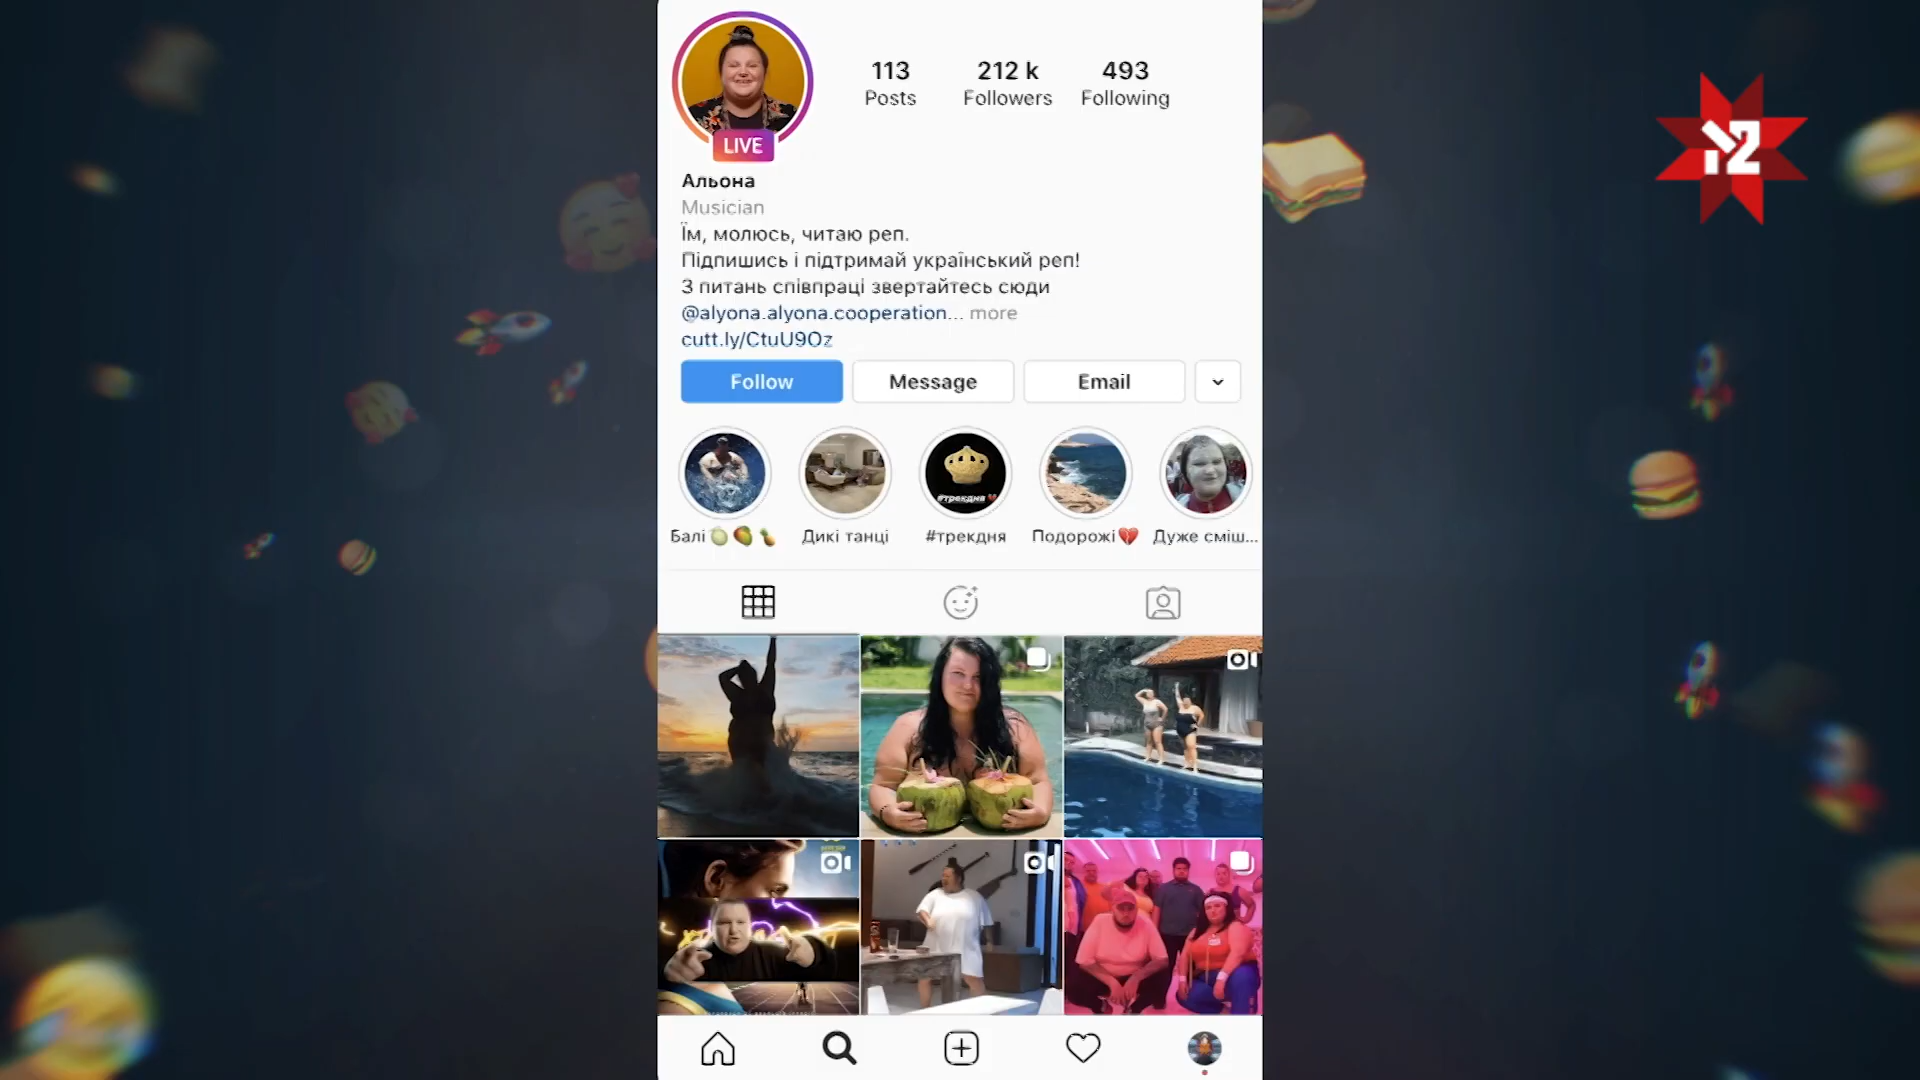 113 212 k 493
Posts Followers Following
LIVE
Альона
Musician
Їм, молюсь, читаю реп.
Підпишись і підтримай український реп!
З питань співпраці звертайтесь сюди
@alyona.alyona.cooperation... more
cutt.ly/CtuU9Oz
Follow Message Email
#трекдня
Балі Дикі танці #трекдня Подорожі Дуже сміш...